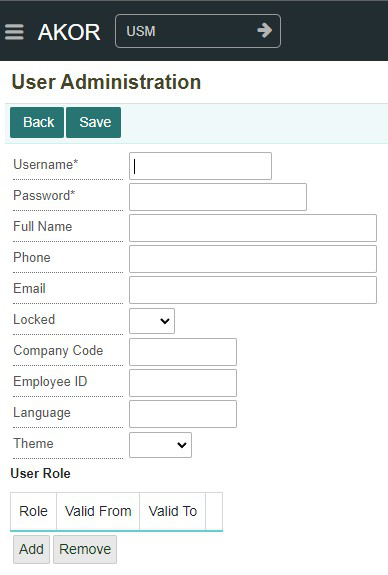 AKOR USM
User Administration
Back Save
Username*
Password*
Full Name
Phone
Email
Locked
Company Code
Employee ID
Language
Theme
User Role
Role Valid From Valid To
Add Remove